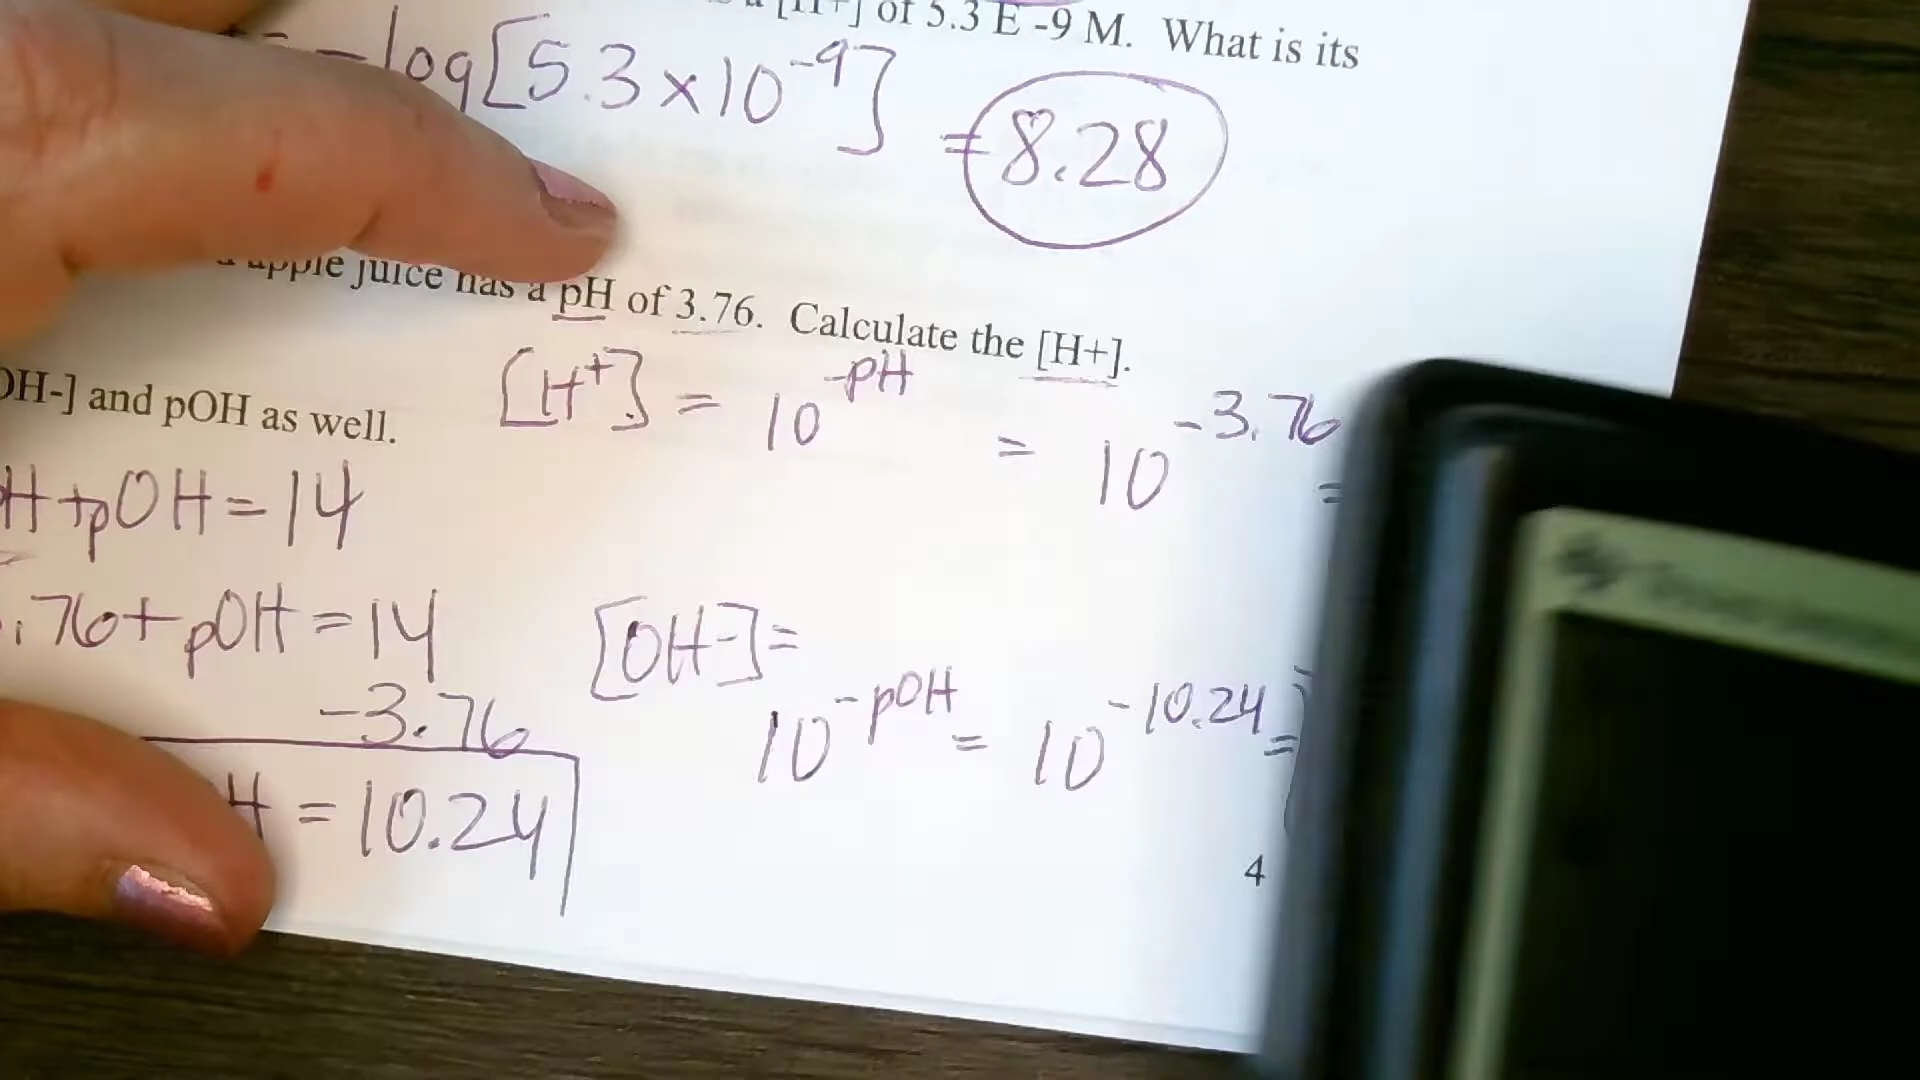 [H+] of 5.3 E -9 M. What is its
= -log[5.3 x 10^-9] = 8.28
apple juice has a pH of 3.76. Calculate the [H+].
OH-] and pOH as well.
[H+] = 10^-pH = 10^-3.76 =
H + pOH = 14
.76 + pOH = 14
-3.76
H = 10.24
[OH-] =
10^-pOH = 10^-10.24 =
4